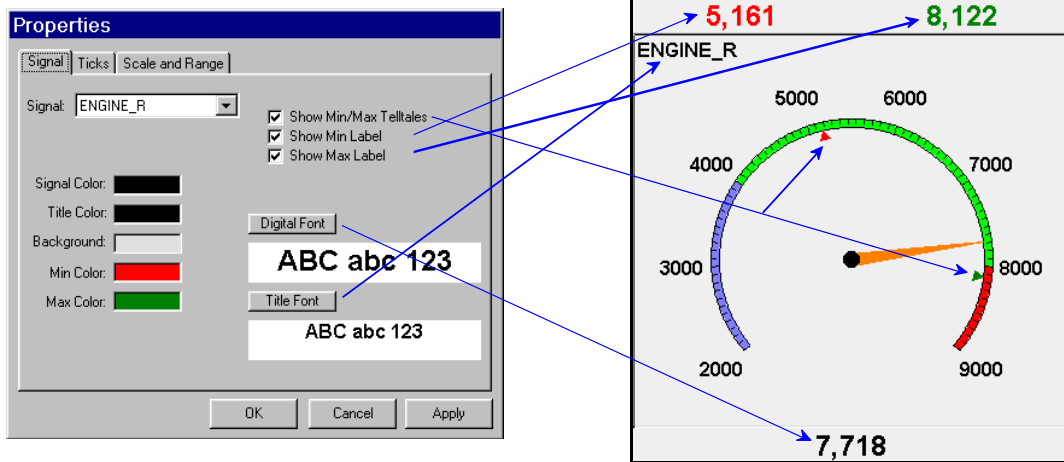 Properties
Signal Ticks Scale and Range
Signal: ENGINE_R
Show Min/Max Telltales
Show Min Label
Show Max Label
Signal Color:
Title Color:
Background:
Min Color:
Max Color:
Digital Font
ABC abc 123
Title Font
ABC abc 123
OK Cancel Apply
5,161 8,122
ENGINE_R
5000 6000
4000 7000
3000 8000
2000 9000
7,718